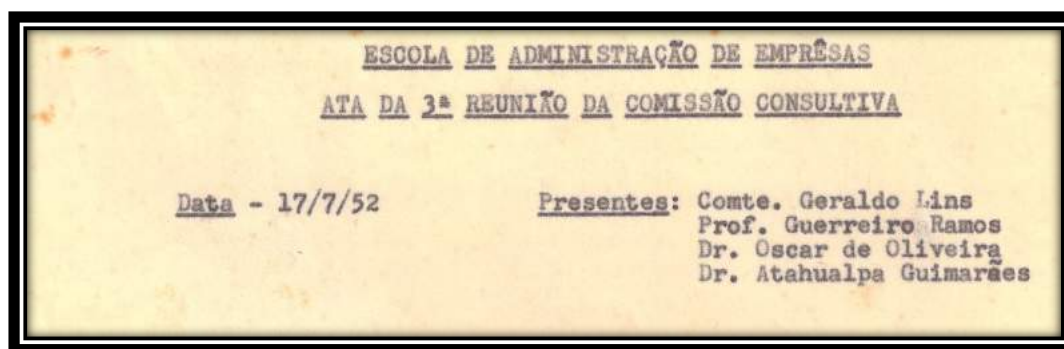 ESCOLA DE ADMINISTRAÇÃO DE EMPRÊSAS
ATA DA 3ª REUNIÃO DA COMISSÃO CONSULTIVA
Data - 17/7/52 Presentes: Comte. Geraldo Lins
Prof. Guerreiro Ramos
Dr. Oscar de Oliveira
Dr. Atahualpa Guimarães